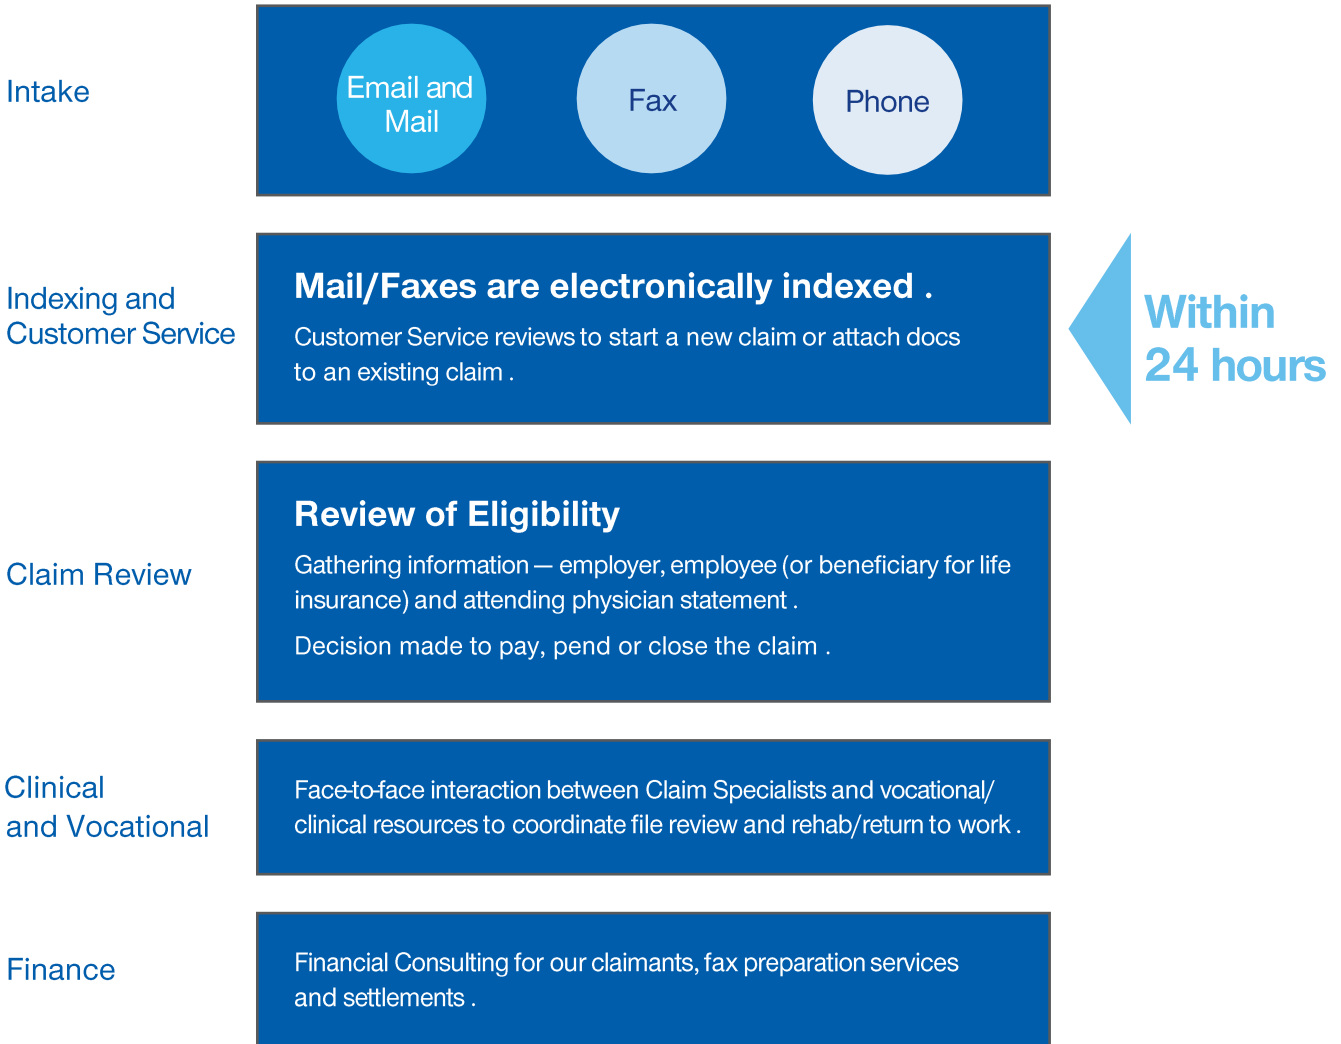 Intake
Email and
Mail
Fax
Phone
Indexing and
Customer Service
Mail/Faxes are electronically indexed .
Customer Service reviews to start a new claim or attach docs
to an existing claim .
Within
24 hours
Claim Review
Review of Eligibility
Gathering information — employer, employee (or beneficiary for life
insurance) and attending physician statement .
Decision made to pay, pend or close the claim .
Clinical
and Vocational
Face-to-face interaction between Claim Specialists and vocational/
clinical resources to coordinate file review and rehab/return to work .
Finance
Financial Consulting for our claimants, fax preparation services
and settlements .